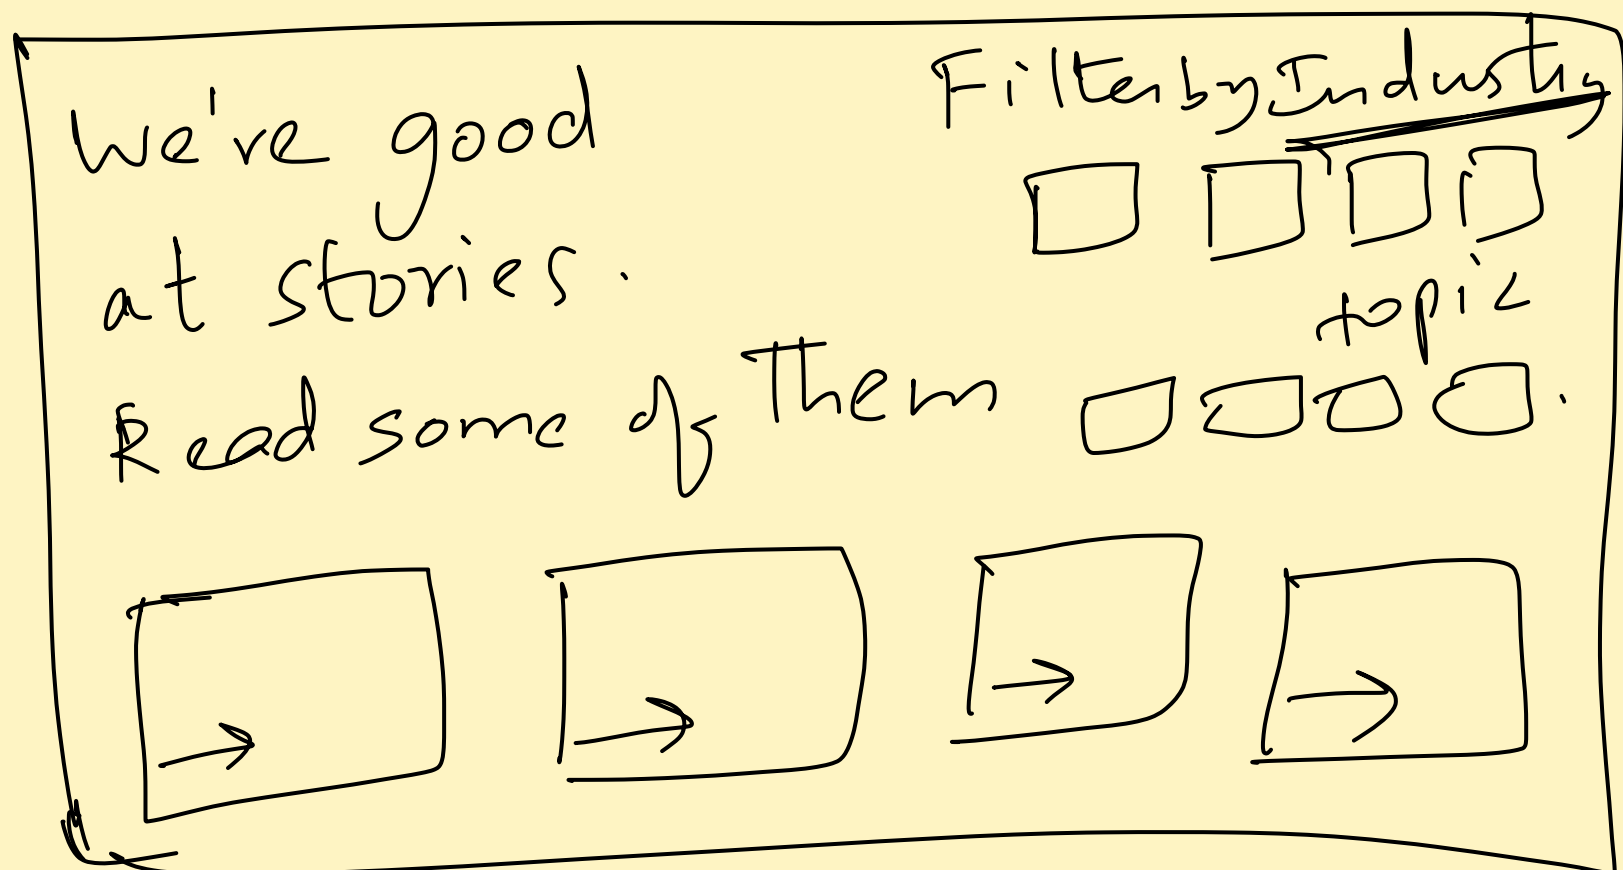 We're good
at stories.
Read some of Them
Filter by Industry
topic